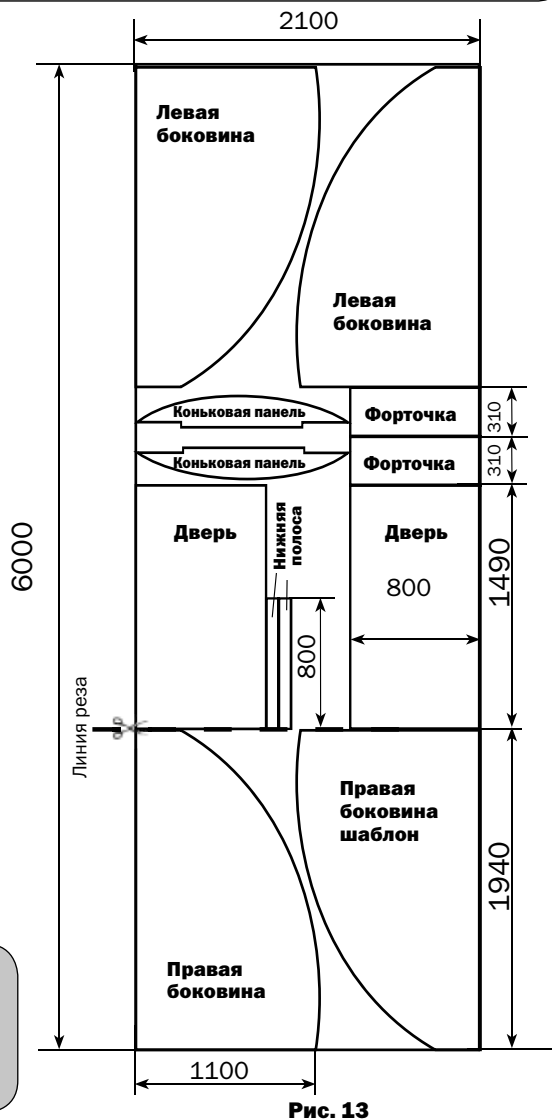 2100
Левая
боковина
Левая
боковина
Коньковая панель
Форточка
310
Коньковая панель
Форточка
310
6000
Дверь
Нижняя
полоса
Дверь
800
1490
800
Линия реза
Правая
боковина
шаблон
1940
Правая
боковина
1100
Рис. 13